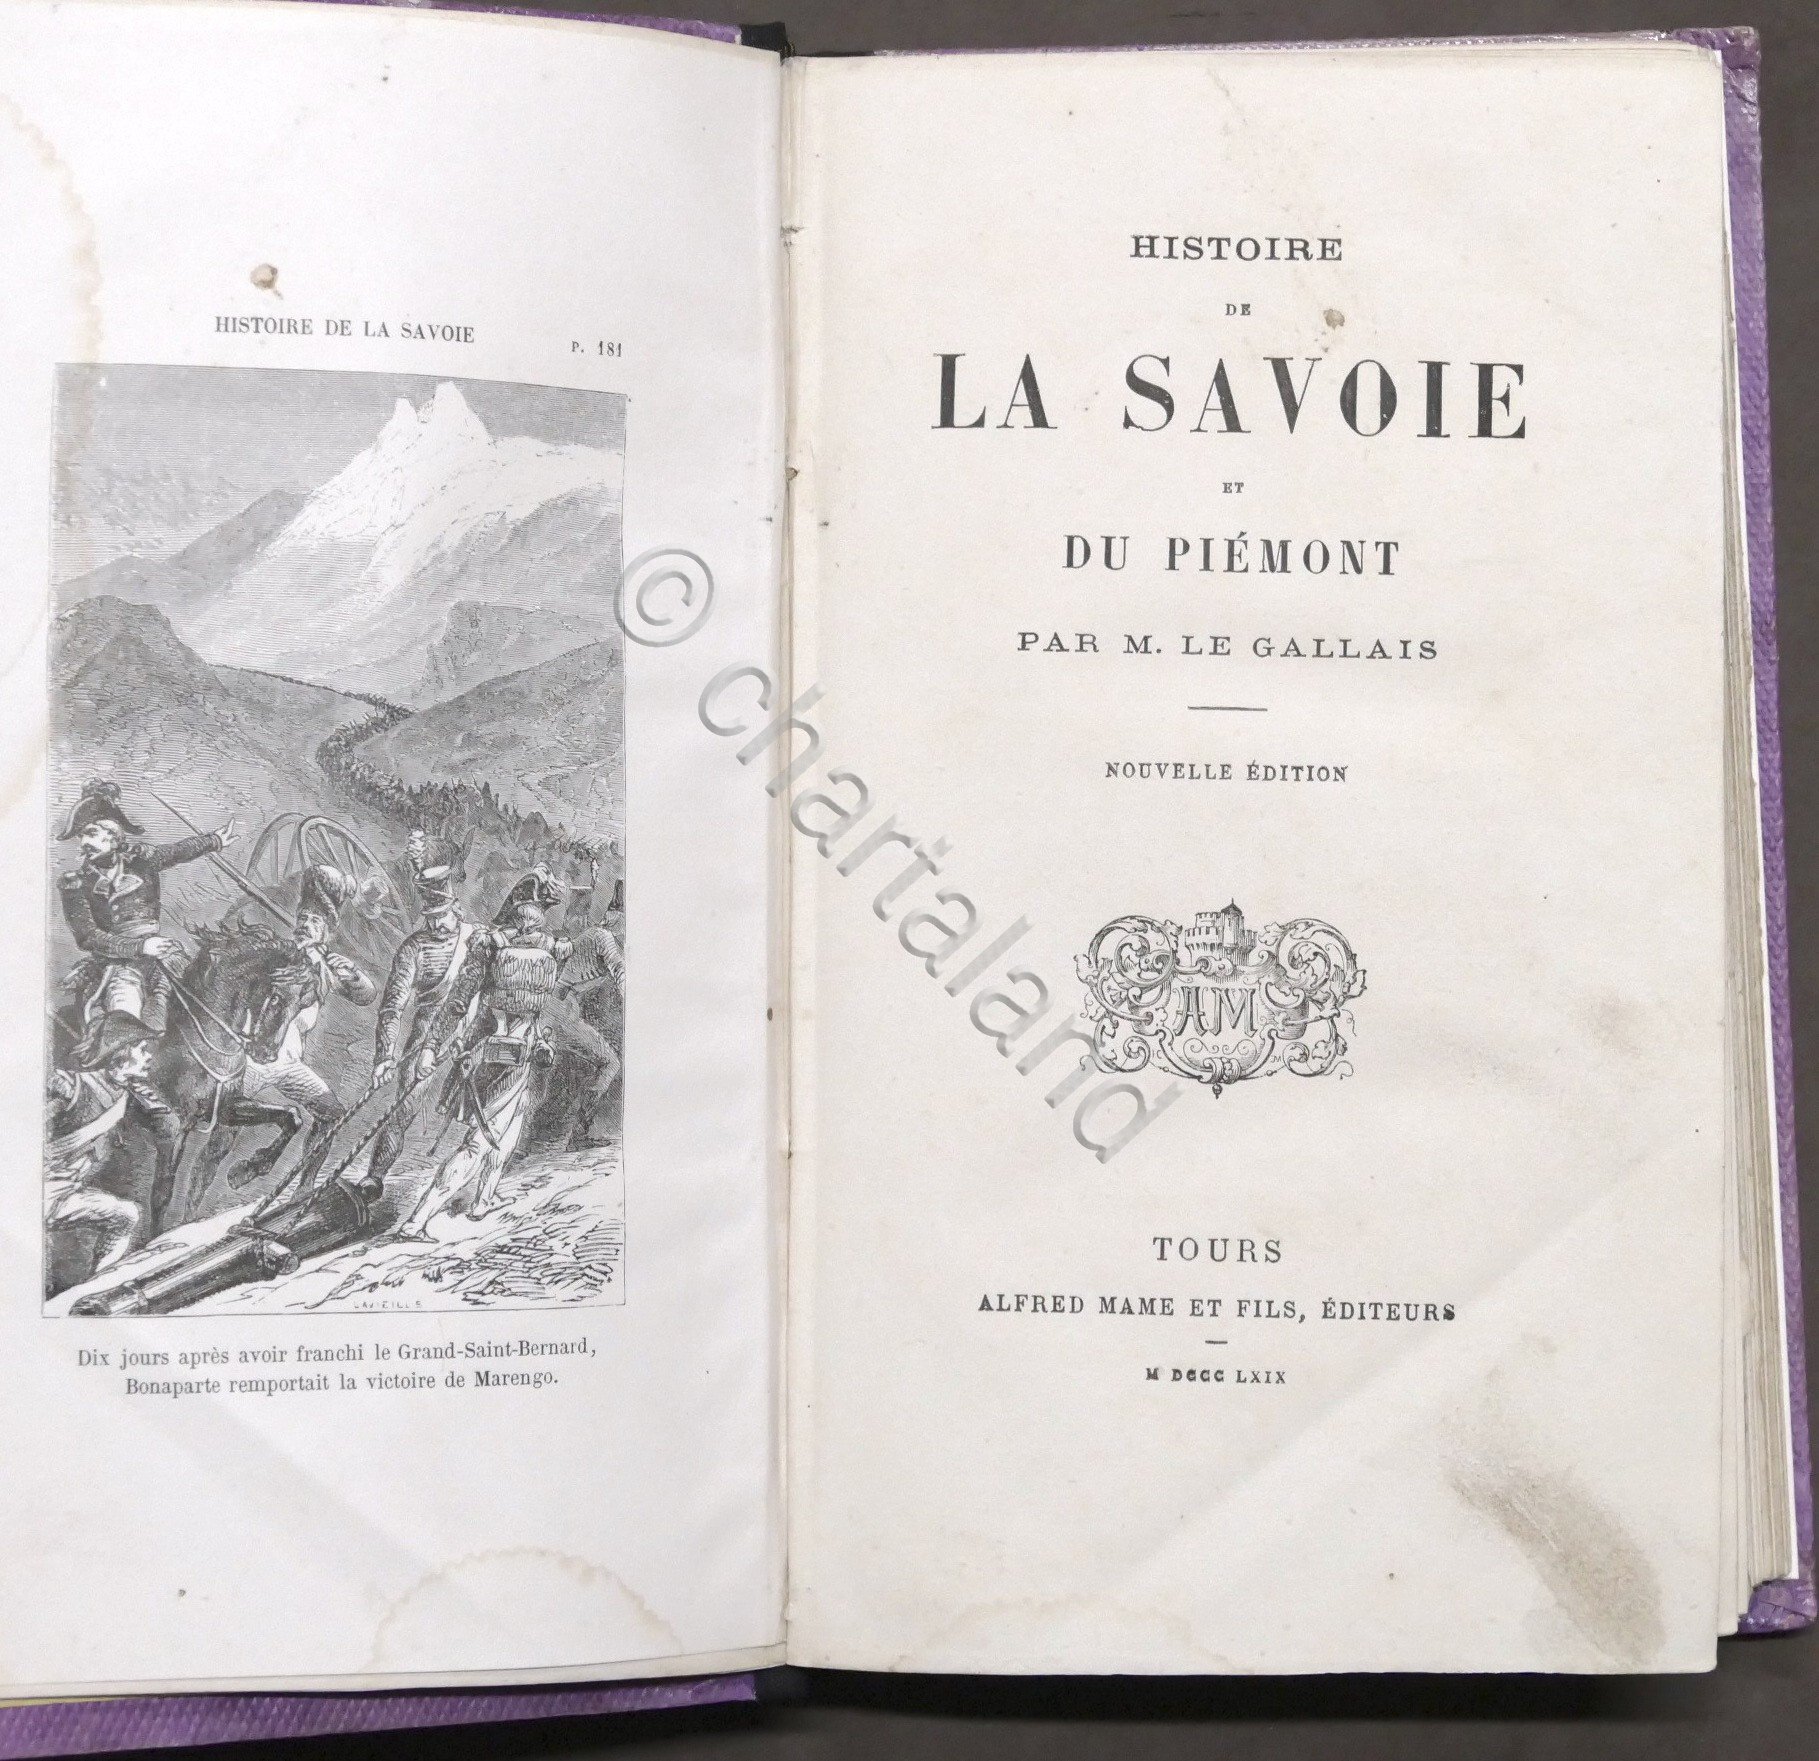 HISTOIRE DE LA SAVOIE
P. 181
LAVIEILLE
Dix jours après avoir franchi le Grand-Saint-Bernard,
Bonaparte remportait la victoire de Marengo.
HISTOIRE
DE
LA SAVOIE
ET
DU PIÉMONT
PAR M. LE GALLAIS
NOUVELLE ÉDITION
AM
TOURS
ALFRED MAME ET FILS, ÉDITEURS
M DCCC LXIX
© chartaland